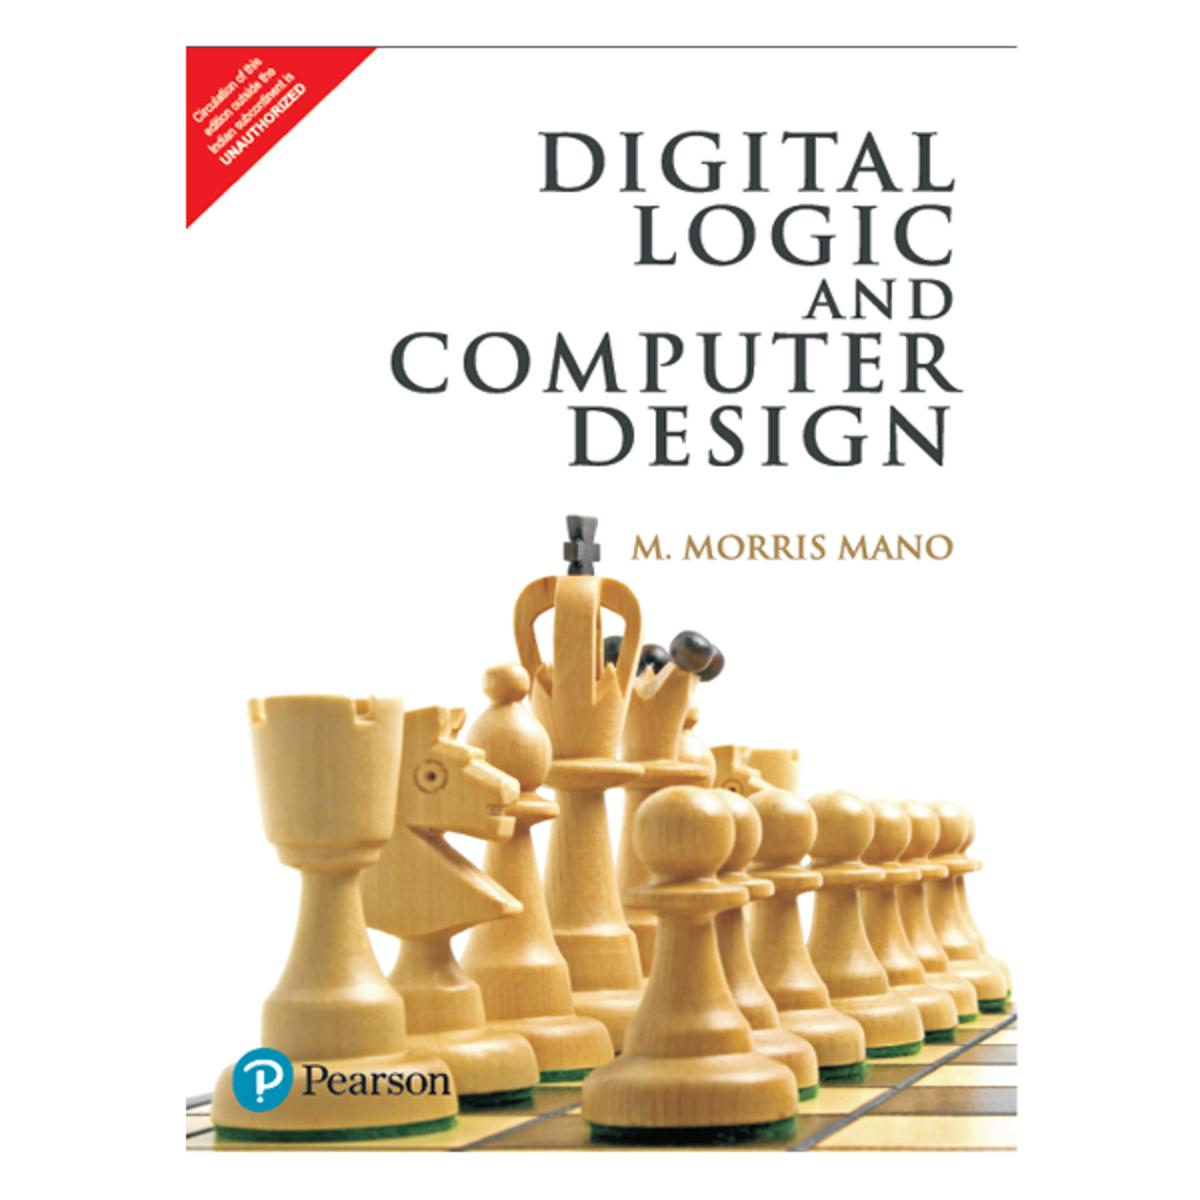 Circulation of this
edition outside the
Indian subcontinent is
UNAUTHORIZED
DIGITAL
LOGIC
AND
COMPUTER
DESIGN
M. MORRIS MANO
Pearson